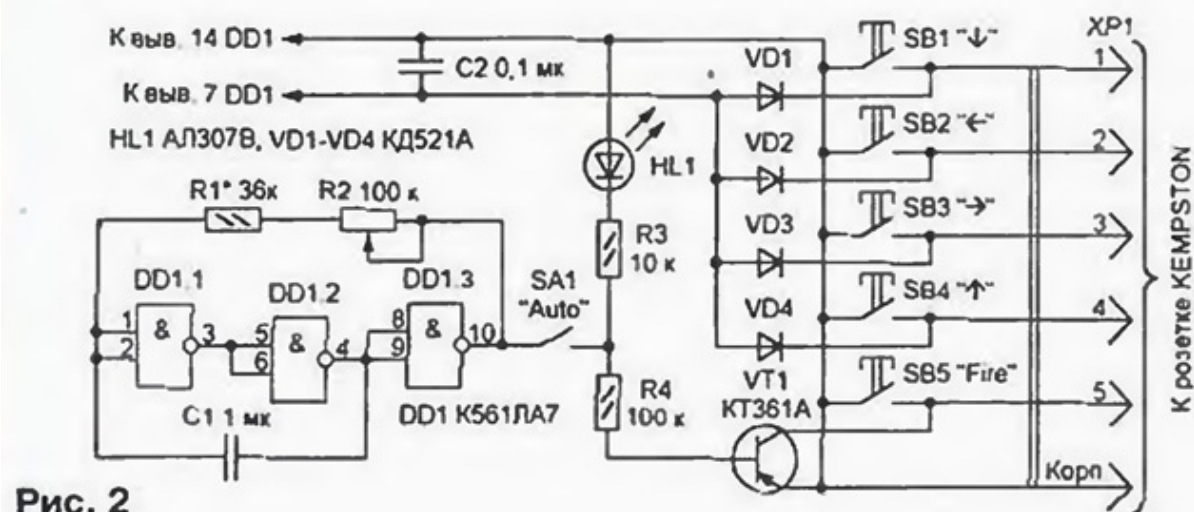 К выв. 14 DD1
С2 0,1 мк
К выв. 7 DD1
HL1 АЛ307В, VD1-VD4 КД521А
R1* 36к
R2 100 к
DD1.1
DD1.2
DD1.3
&
&
&
1
2
3
5
6
4
8
9
10
C1 1 мк
DD1 К561ЛА7
SA1
"Auto"
HL1
R3
10 к
R4
100 к
VD1
VD2
VD3
VD4
VT1
КТ361А
SB1 "↓"
SB2 "←"
SB3 "→"
SB4 "↑"
SB5 "Fire"
XP1
1
2
3
4
5
Корп
К розетке KEMPSTON
Рис. 2